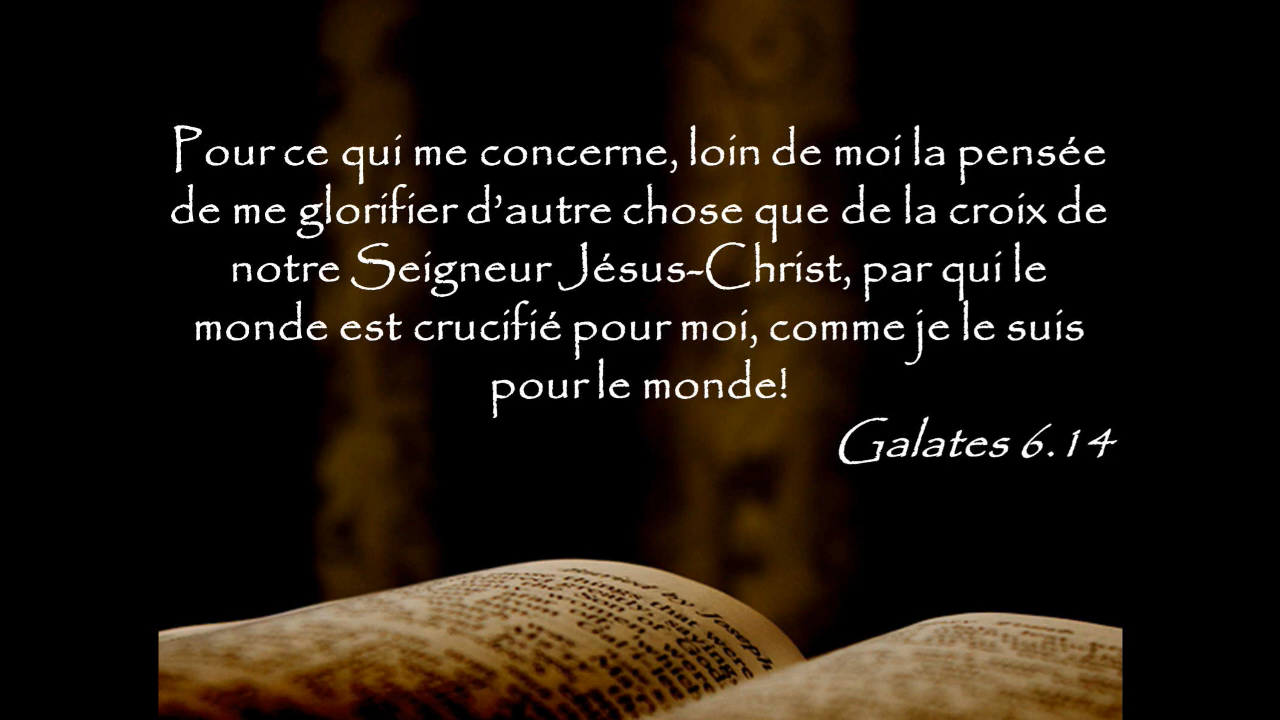 Pour ce qui me concerne, loin de moi la pensée
de me glorifier d’autre chose que de la croix de
notre Seigneur Jésus-Christ, par qui le
monde est crucifié pour moi, comme je le suis
pour le monde!
Galates 6.14
that were